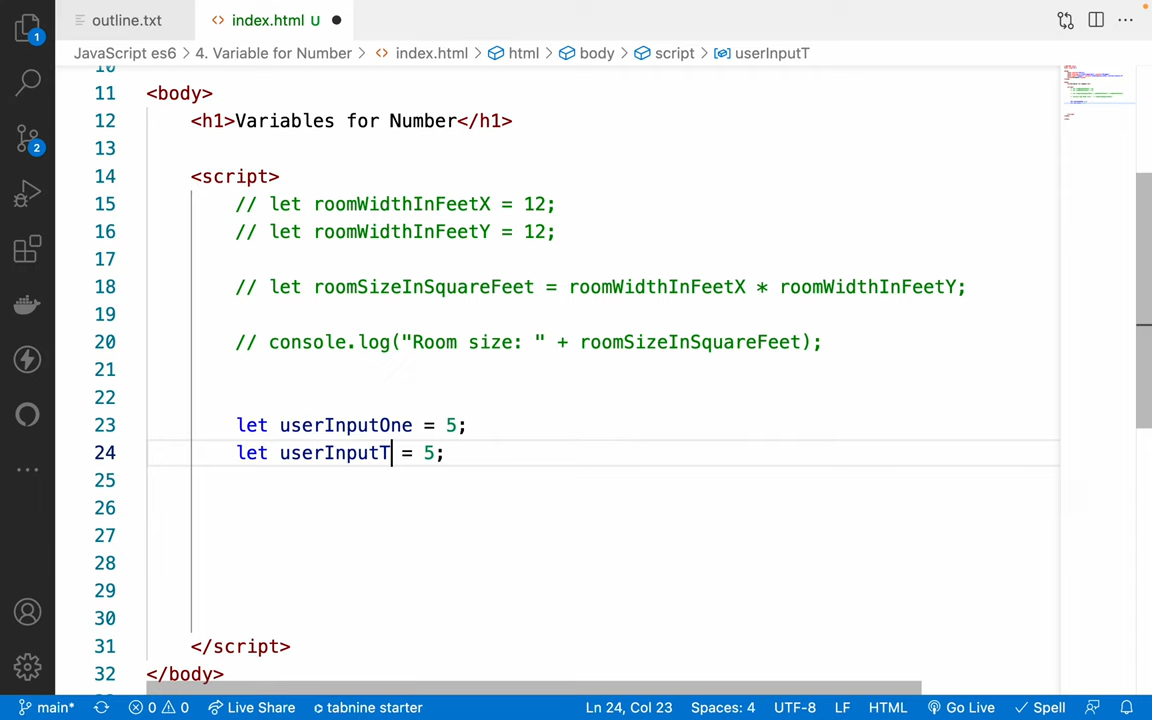 outline.txt <> index.html U ●
JavaScript es6 > 4. Variable for Number > <> index.html > html > body > script > userInputT
10
11 <body>
12 <h1>Variables for Number</h1>
13
14 <script>
15 // let roomWidthInFeetX = 12;
16 // let roomWidthInFeetY = 12;
17
18 // let roomSizeInSquareFeet = roomWidthInFeetX * roomWidthInFeetY;
19
20 // console.log("Room size: " + roomSizeInSquareFeet);
21
22
23 let userInputOne = 5;
24 let userInputT = 5;
25
26
27
28
29
30
31 </script>
32 </body>
1
2
main* 0 0 Live Share tabnine starter Ln 24, Col 23 Spaces: 4 UTF-8 LF HTML Go Live Spell